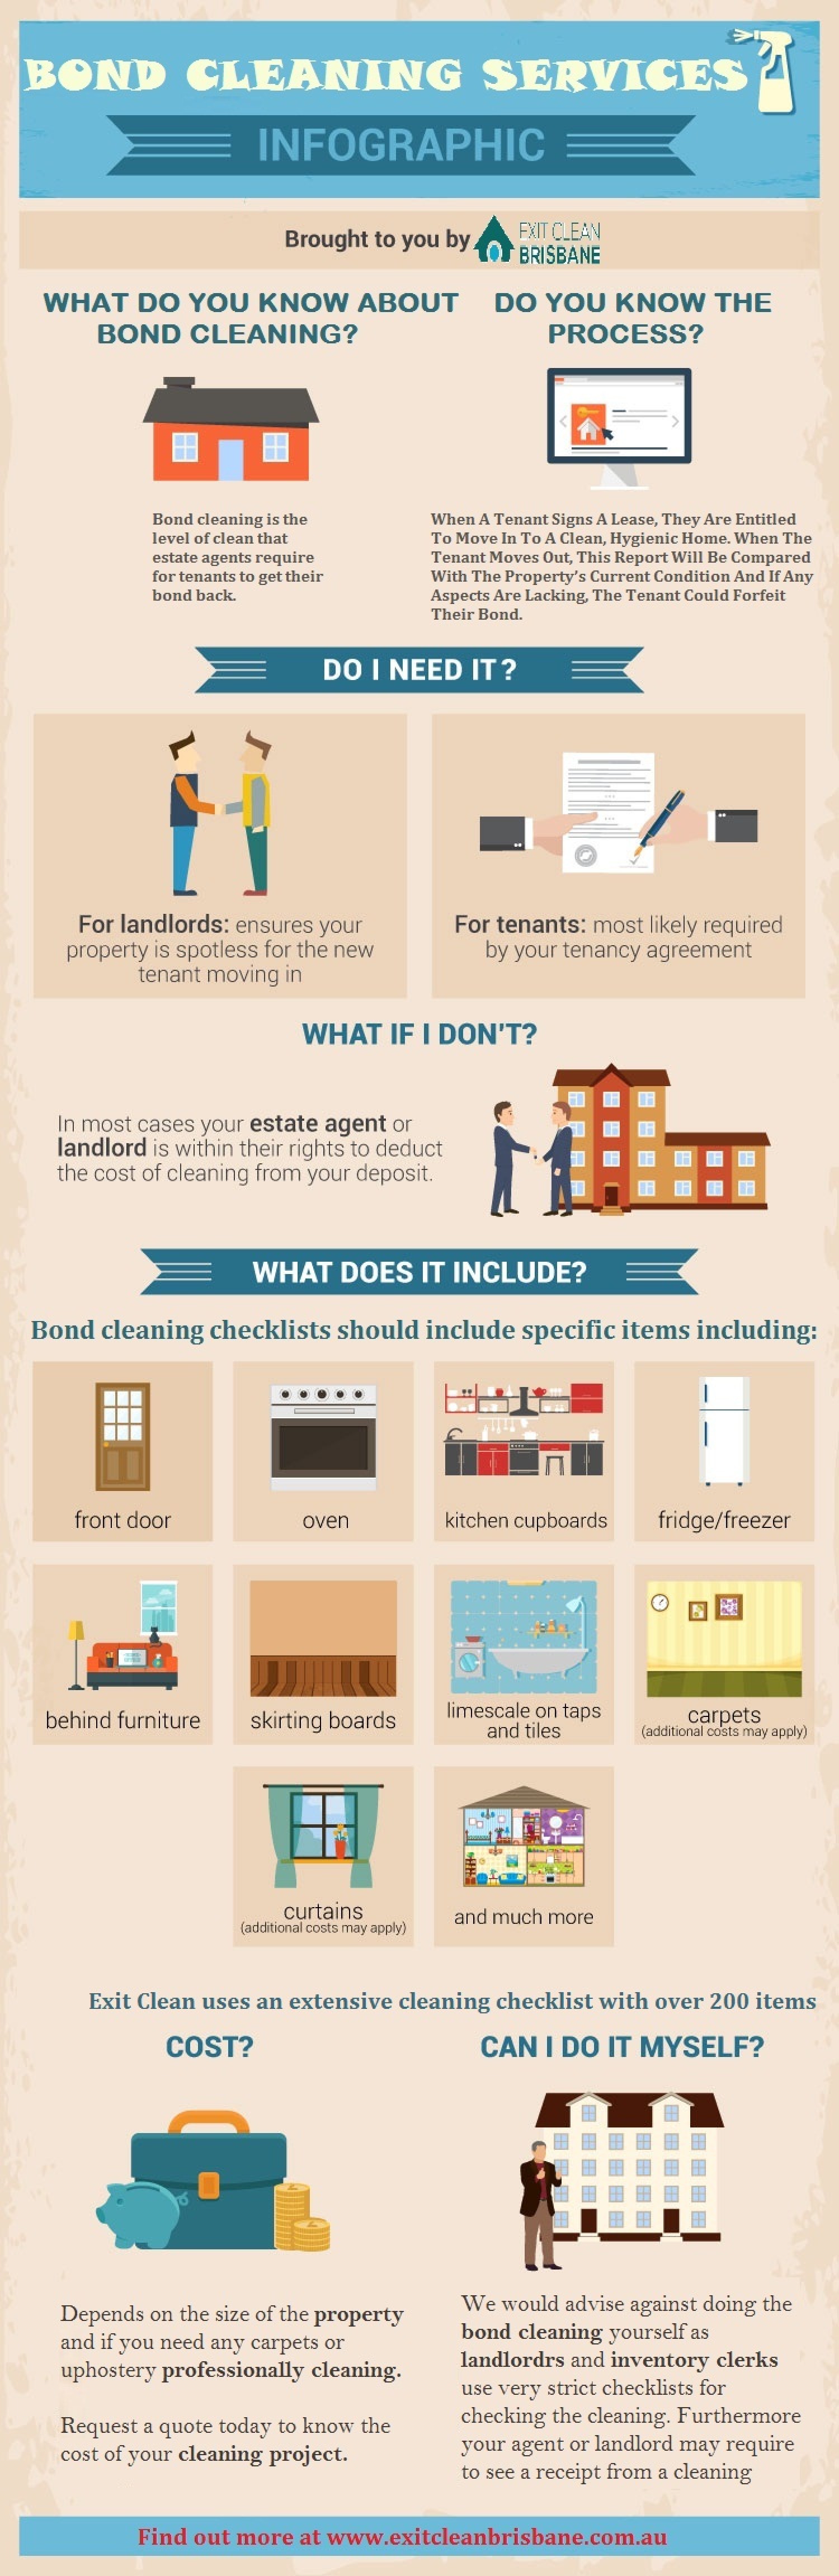 BOND CLEANING SERVICES
INFOGRAPHIC
Brought to you by
EXIT CLEAN
BRISBANE
WHAT DO YOU KNOW ABOUT
BOND CLEANING?
Bond cleaning is the
level of clean that
estate agents require
for tenants to get their
bond back.
DO YOU KNOW THE
PROCESS?
When A Tenant Signs A Lease, They Are Entitled
To Move In To A Clean, Hygienic Home. When The
Tenant Moves Out, This Report Will Be Compared
With The Property's Current Condition And If Any
Aspects Are Lacking, The Tenant Could Forfeit
Their Bond.
DO I NEED IT?
For landlords: ensures your
property is spotless for the new
tenant moving in
For tenants: most likely required
by your tenancy agreement
WHAT IF I DON'T?
In most cases your estate agent or
landlord is within their rights to deduct
the cost of cleaning from your deposit.
WHAT DOES IT INCLUDE?
Bond cleaning checklists should include specific items including:
front door
oven
kitchen cupboards
fridge/freezer
behind furniture
skirting boards
limescale on taps
and tiles
carpets
(additional costs may apply)
curtains
(additional costs may apply)
and much more
Exit Clean uses an extensive cleaning checklist with over 200 items
COST?
Depends on the size of the property
and if you need any carpets or
uphostery professionally cleaning.
Request a quote today to know the
cost of your cleaning project.
CAN I DO IT MYSELF?
We would advise against doing the
bond cleaning yourself as
landlordrs and inventory clerks
use very strict checklists for
checking the cleaning. Furthermore
your agent or landlord may require
to see a receipt from a cleaning
Find out more at www.exitcleanbrisbane.com.au